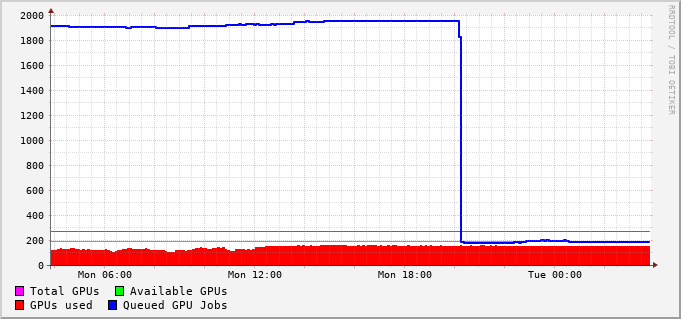 2000
1800
1600
1400
1200
1000
800
600
400
200
0
Mon 06:00 Mon 12:00 Mon 18:00 Tue 00:00
Total GPUs Available GPUs
GPUs used Queued GPU Jobs
RRDTOOL / TOBI OETIKER